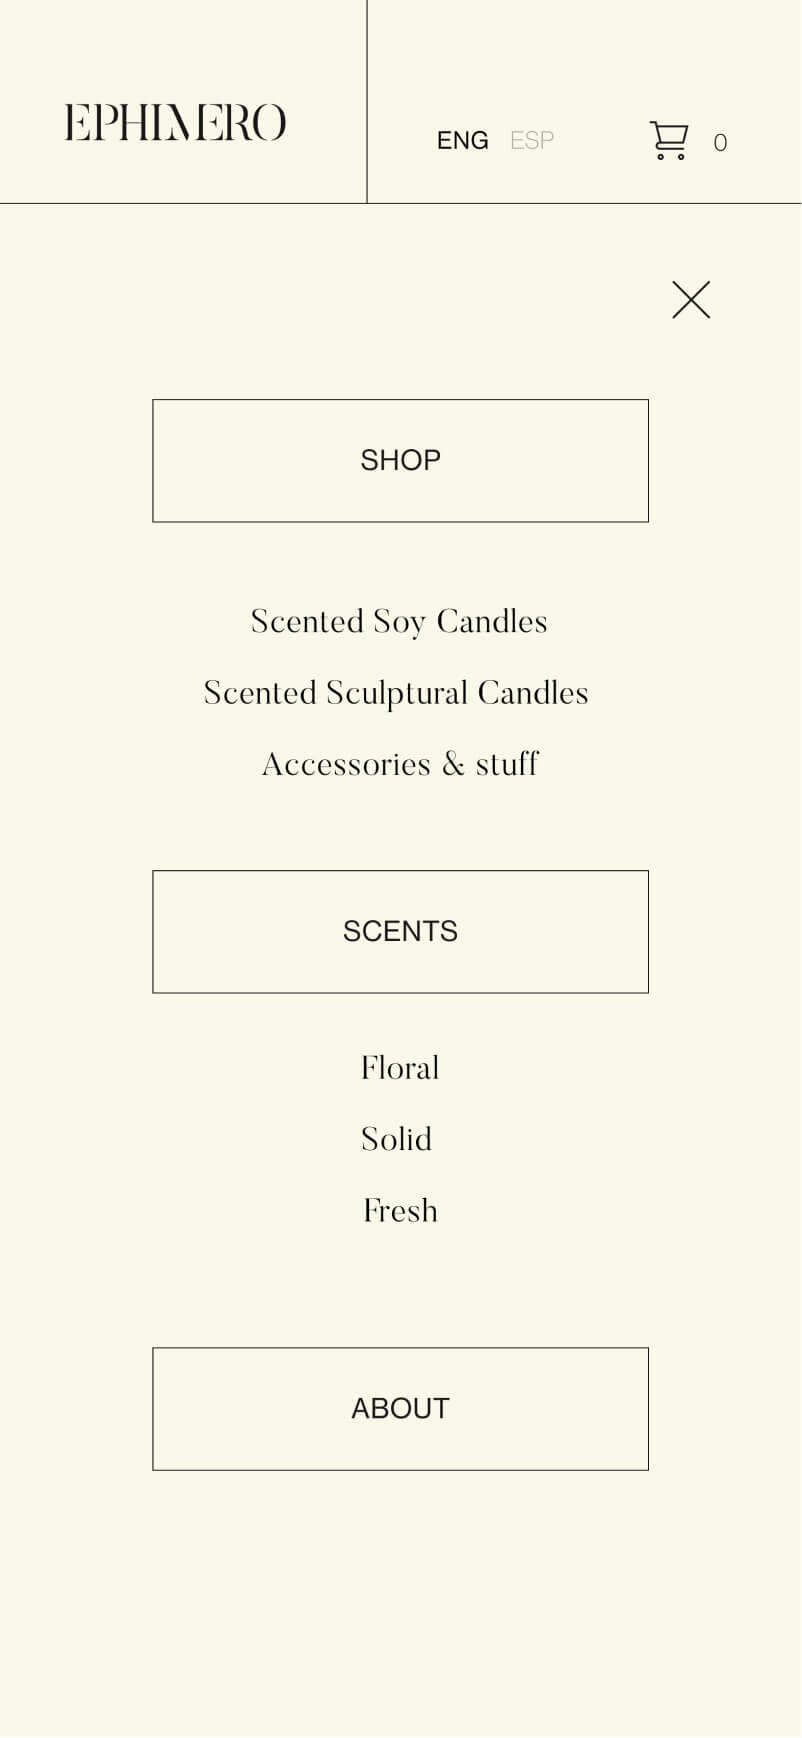 EPHIMERO
ENG ESP 0
SHOP
Scented Soy Candles
Scented Sculptural Candles
Accessories & stuff
SCENTS
Floral
Solid
Fresh
ABOUT